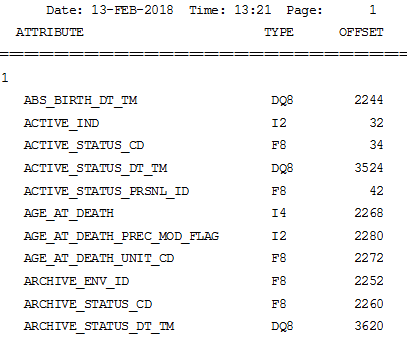 Date: 13-FEB-2018 Time: 13:21 Page: 1
ATTRIBUTE TYPE OFFSET
================================================
1
ABS_BIRTH_DT_TM DQ8 2244
ACTIVE_IND I2 32
ACTIVE_STATUS_CD F8 34
ACTIVE_STATUS_DT_TM DQ8 3524
ACTIVE_STATUS_PRSNL_ID F8 42
AGE_AT_DEATH I4 2268
AGE_AT_DEATH_PREC_MOD_FLAG I2 2280
AGE_AT_DEATH_UNIT_CD F8 2272
ARCHIVE_ENV_ID F8 2252
ARCHIVE_STATUS_CD F8 2260
ARCHIVE_STATUS_DT_TM DQ8 3620